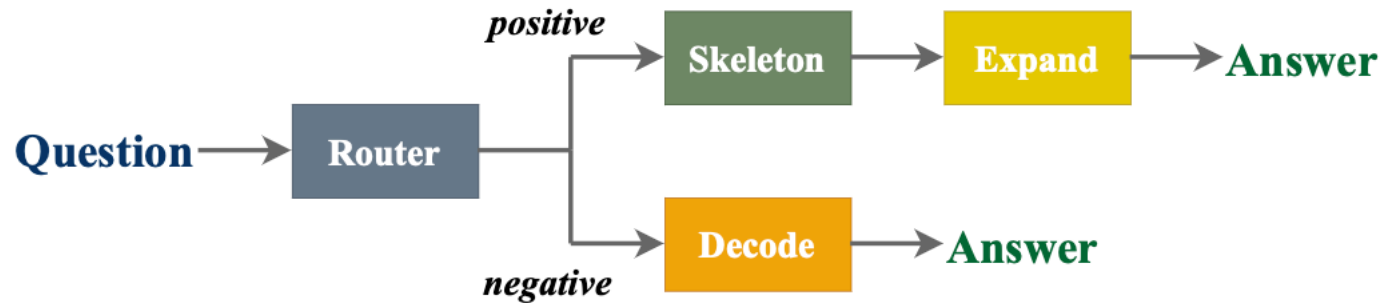 positive
Skeleton
Expand
Answer
Question
Router
Decode
Answer
negative